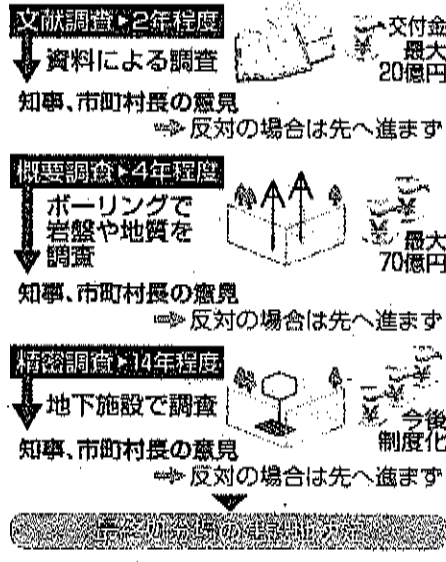 文献調査▶2年程度
資料による調査
交付金
最大
20億円
知事、市町村長の意見
⇨反対の場合は先へ進まず
概要調査▶4年程度
ボーリングで
岩盤や地質を
調査
最大
70億円
知事、市町村長の意見
⇨反対の場合は先へ進まず
精密調査▶14年程度
地下施設で調査
今後
制度化
知事、市町村長の意見
⇨反対の場合は先へ進まず